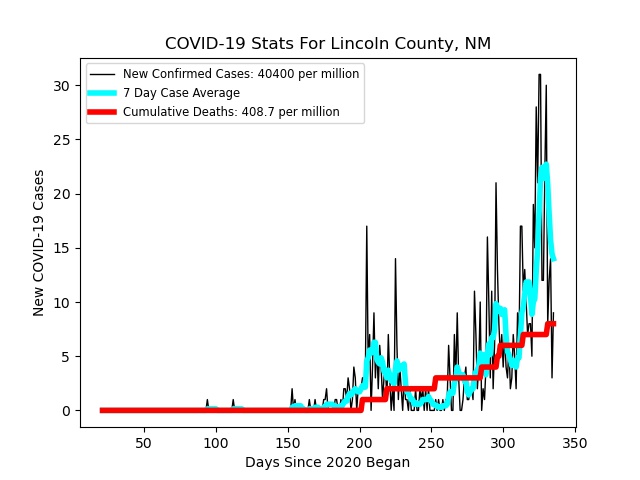 COVID-19 Stats For Lincoln County, NM
New Confirmed Cases: 40400 per million
7 Day Case Average
Cumulative Deaths: 408.7 per million
30
25
20
15
10
5
0
New COVID-19 Cases
50 100 150 200 250 300 350
Days Since 2020 Began